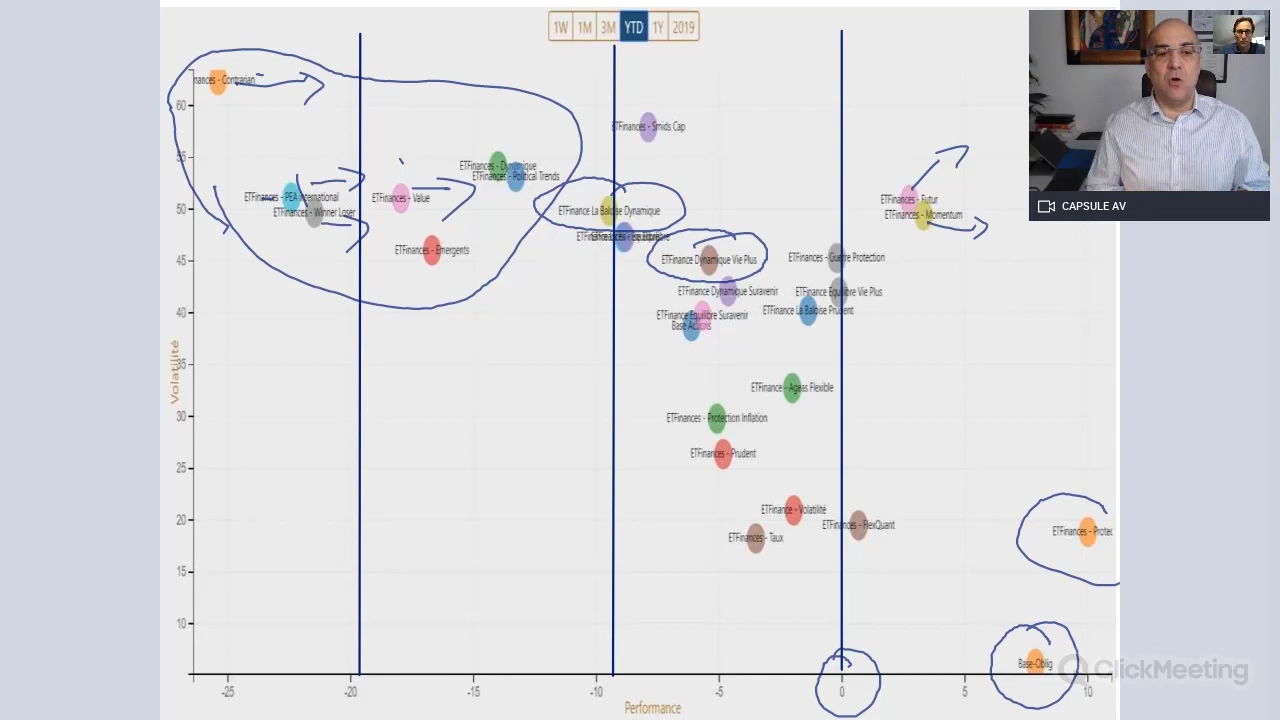 1W 1M 3M YTD 1Y 2019
CAPSULE AV
nances - Contrarian
60
ETFinances - Smids Cap
55
ETFinances - Dynamique
ETFinances - Political Trends
ETFinances - PEA International
ETFinances - Value
ETFinances - Futur
50
ETFinances - Winner Loser
ETFinance La Baloise Dynamique
ETFinances - Momentum
ETFinances - Emergents
ETFinance Dynamique Vie Plus
ETFinances - Guerre Protection
45
ETFinance Dynamique Suravenir
ETFinance Equilibre Vie Plus
40
ETFinance Equilibre Suravenir
ETFinance La Baloise Prudent
Base Actions
Volatilité
35
ETFinance - Ageas Flexible
30
ETFinances - Protection Inflation
25
ETFinances - Prudent
ETFinance - Volatilité
20
ETFinances - FlexQuant
ETFinances - Taux
ETFinances - Protec
15
10
Base-Oblig
ClickMeeting
-25 -20 -15 -10 -5 0 5 10
Performance